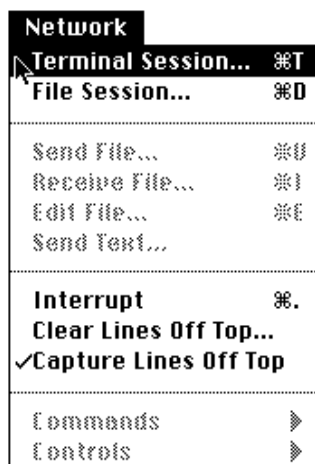 Network
Terminal Session... ⌘T
File Session... ⌘D
Send File... ⌘U
Receive File... ⌘I
Edit File... ⌘E
Send Text...
Interrupt ⌘.
Clear Lines Off Top...
✓Capture Lines Off Top
Commands
Controls